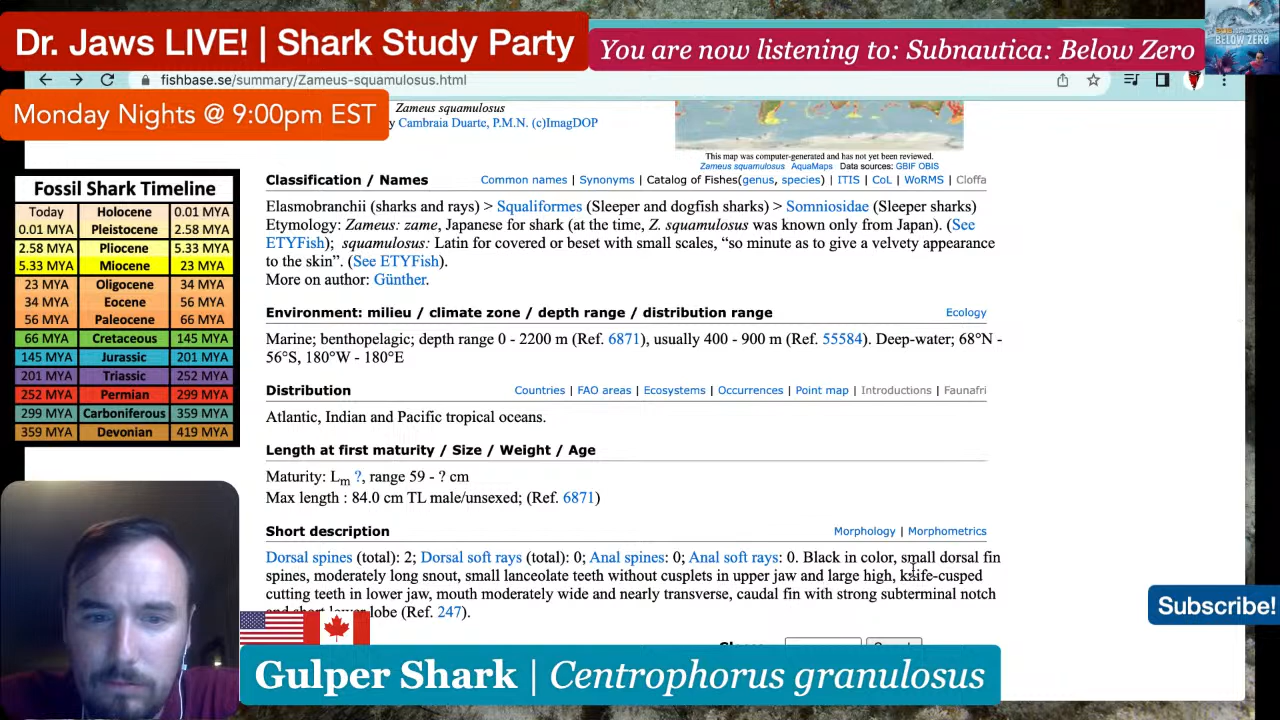 Dr. Jaws LIVE! | Shark Study Party
You are now listening to: Subnautica: Below Zero
BELOW ZERO
fishbase.se/summary/Zameus-squamulosus.html
Monday Nights @ 9:00pm EST
Zameus squamulosus
y Cambraia Duarte, P.M.N. (c)ImagDOP
This map was computer-generated and has not yet been reviewed.
Zameus squamulosus AquaMaps Data sources: GBIF OBIS
Fossil Shark Timeline
Today Holocene 0.01 MYA
0.01 MYA Pleistocene 2.58 MYA
2.58 MYA Pliocene 5.33 MYA
5.33 MYA Miocene 23 MYA
23 MYA Oligocene 34 MYA
34 MYA Eocene 56 MYA
56 MYA Paleocene 66 MYA
66 MYA Cretaceous 145 MYA
145 MYA Jurassic 201 MYA
201 MYA Triassic 252 MYA
252 MYA Permian 299 MYA
299 MYA Carboniferous 359 MYA
359 MYA Devonian 419 MYA
Classification / Names Common names | Synonyms | Catalog of Fishes(genus, species) | ITIS | CoL | WoRMS | Cloffa
Elasmobranchii (sharks and rays) > Squaliformes (Sleeper and dogfish sharks) > Somniosidae (Sleeper sharks)
Etymology: Zameus: zame, Japanese for shark (at the time, Z. squamulosus was known only from Japan). (See
ETYFish); squamulosus: Latin for covered or beset with small scales, “so minute as to give a velvety appearance
to the skin”. (See ETYFish).
More on author: Günther.
Environment: milieu / climate zone / depth range / distribution range Ecology
Marine; benthopelagic; depth range 0 - 2200 m (Ref. 6871), usually 400 - 900 m (Ref. 55584). Deep-water; 68°N -
56°S, 180°W - 180°E
Distribution Countries | FAO areas | Ecosystems | Occurrences | Point map | Introductions | Faunafri
Atlantic, Indian and Pacific tropical oceans.
Length at first maturity / Size / Weight / Age
Maturity: Lm ?, range 59 - ? cm
Max length : 84.0 cm TL male/unsexed; (Ref. 6871)
Short description Morphology | Morphometrics
Dorsal spines (total): 2; Dorsal soft rays (total): 0; Anal spines: 0; Anal soft rays: 0. Black in color, small dorsal fin
spines, moderately long snout, small lanceolate teeth without cusplets in upper jaw and large high, knife-cusped
cutting teeth in lower jaw, mouth moderately wide and nearly transverse, caudal fin with strong subterminal notch
and short lower lobe (Ref. 247).
Subscribe!
Gulper Shark | Centrophorus granulosus